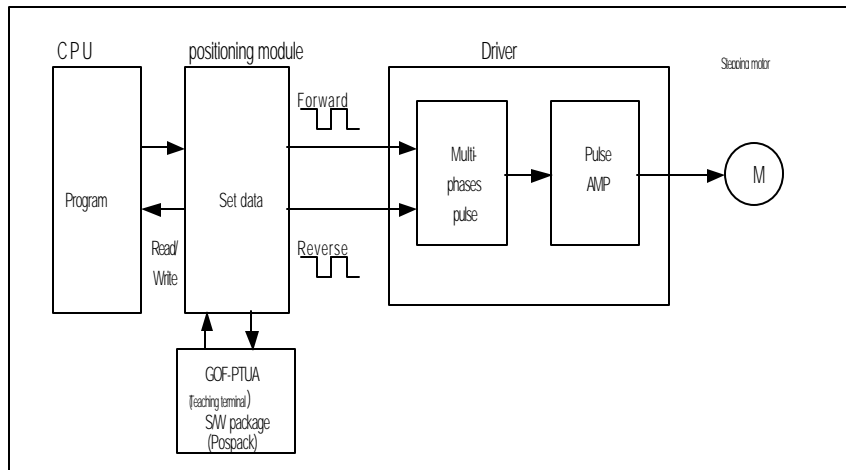 CPU
positioning module
Driver
Stepping motor
Forward
Program
Set data
Multi-
phases
pulse
Pulse
AMP
M
Read/
Write
Reverse
GOF-PTUA
(Teaching terminal)
S/W package
(Pospack)